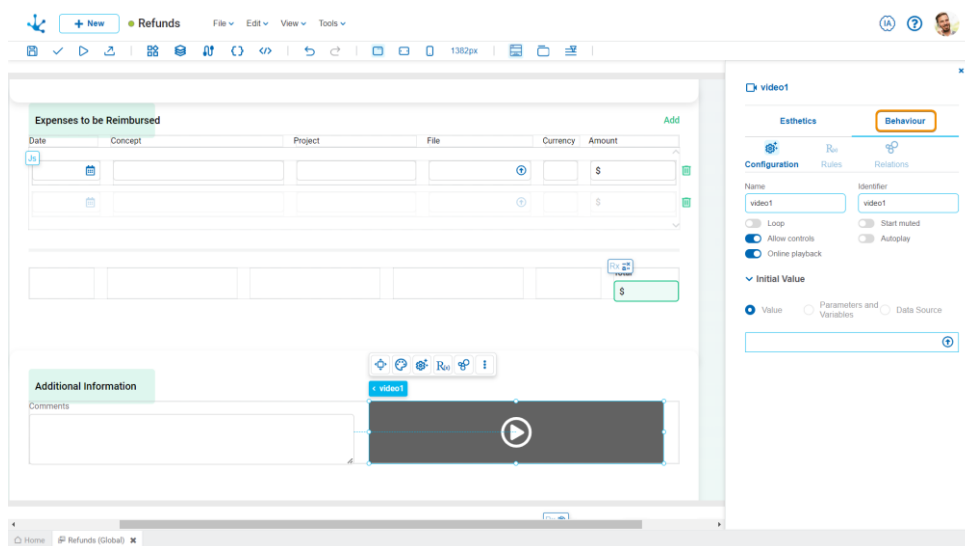 + New
Refunds
File
Edit
View
Tools
IA
?
1382px
video1
Esthetics
Behaviour
Configuration
R(x)
Rules
Relations
Name
Identifier
video1
video1
Loop
Start muted
Allow controls
Autoplay
Online playback
Initial Value
Value
Parameters and
Variables
Data Source
Expenses to be Reimbursed
Add
Date
Concept
Project
File
Currency
Amount
Js
$
$
Rx
Total
$
R(x)
Additional Information
< video1
Comments
Home
Refunds (Global)